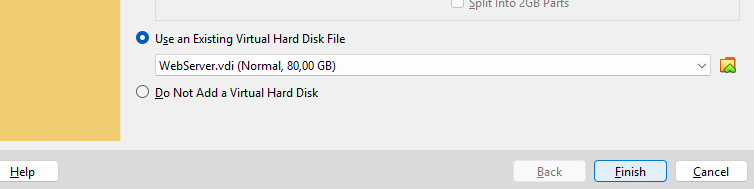 Split Into 2GB Parts
Use an Existing Virtual Hard Disk File
WebServer.vdi (Normal, 80,00 GB)
Do Not Add a Virtual Hard Disk
Help Back Finish Cancel